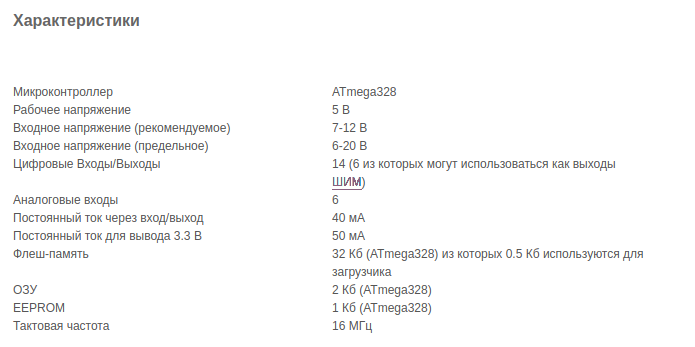 Характеристики
Микроконтроллер ATmega328
Рабочее напряжение 5 В
Входное напряжение (рекомендуемое) 7-12 В
Входное напряжение (предельное) 6-20 В
Цифровые Входы/Выходы 14 (6 из которых могут использоваться как выходы
ШИМ)
Аналоговые входы 6
Постоянный ток через вход/выход 40 мА
Постоянный ток для вывода 3.3 В 50 мА
Флеш-память 32 Кб (ATmega328) из которых 0.5 Кб используются для
загрузчика
ОЗУ 2 Кб (ATmega328)
EEPROM 1 Кб (ATmega328)
Тактовая частота 16 МГц